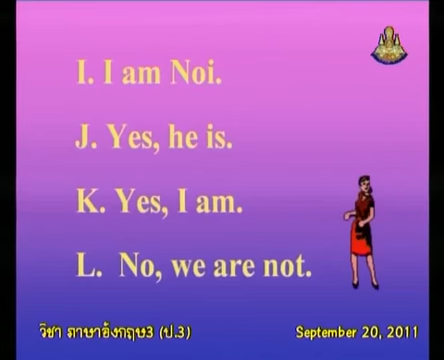 I. I am Noi.
J. Yes, he is.
K. Yes, I am.
L. No, we are not.
วิชา ภาษาอังกฤษ3 (ป.3) September 20, 2011